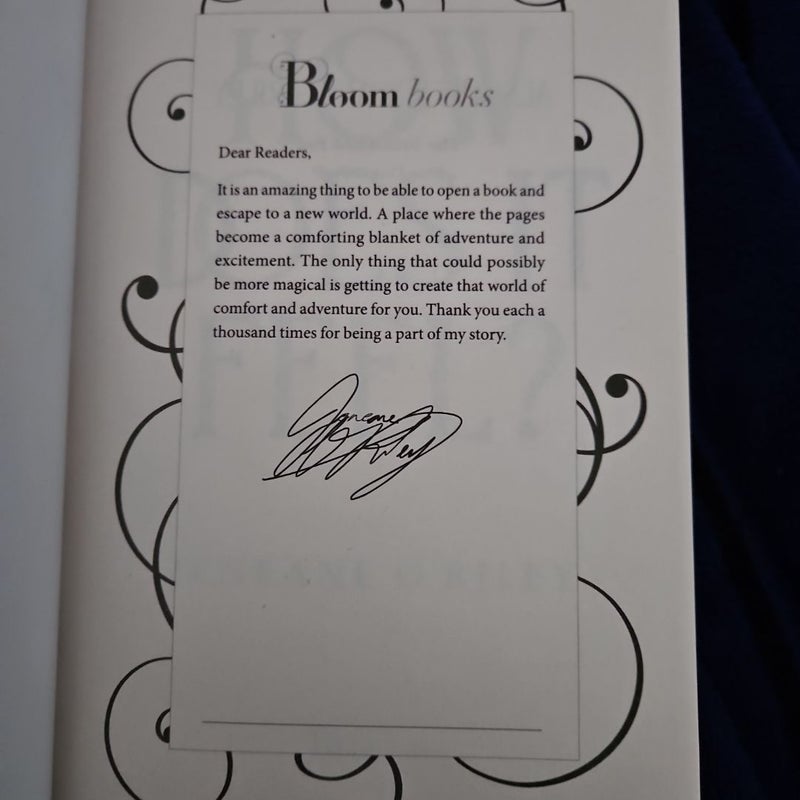 Bloom books
Dear Readers,
It is an amazing thing to be able to open a book and
escape to a new world. A place where the pages
become a comforting blanket of adventure and
excitement. The only thing that could possibly
be more magical is getting to create that world of
comfort and adventure for you. Thank you each a
thousand times for being a part of my story.
Jeneane O'Riley